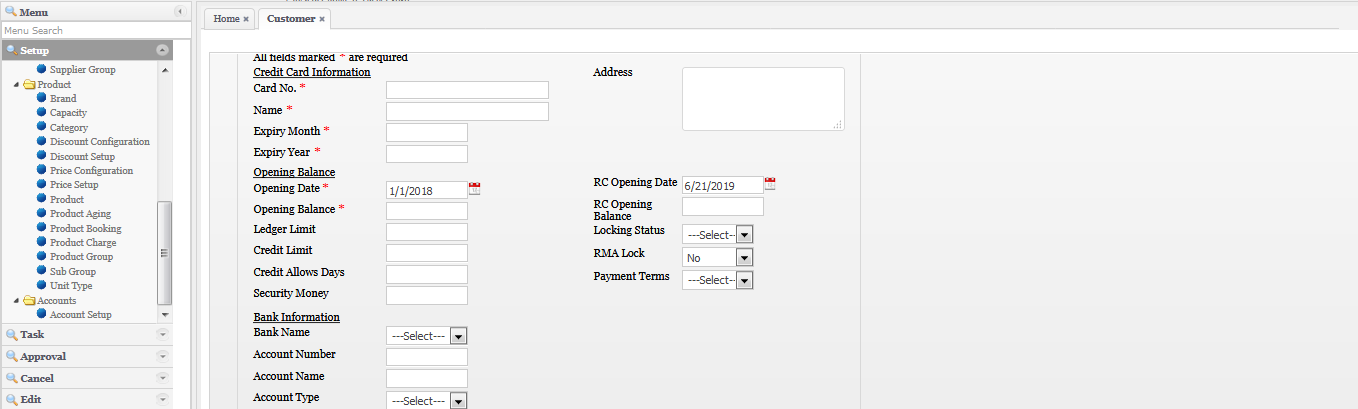 Menu
Menu Search
Setup
Supplier Group
Product
Brand
Capacity
Category
Discount Configuration
Discount Setup
Price Configuration
Price Setup
Product
Product Aging
Product Booking
Product Charge
Product Group
Sub Group
Unit Type
Accounts
Account Setup
Task
Approval
Cancel
Edit
Home × Customer ×
All fields marked * are required
Credit Card Information
Card No. *
Name *
Expiry Month *
Expiry Year *
Address
Opening Balance
Opening Date * 1/1/2018
Opening Balance *
Ledger Limit
Credit Limit
Credit Allows Days
Security Money
RC Opening Date 6/21/2019
RC Opening
Balance
Locking Status ---Select--
RMA Lock No
Payment Terms ---Select--
Bank Information
Bank Name ---Select---
Account Number
Account Name
Account Type ---Select---